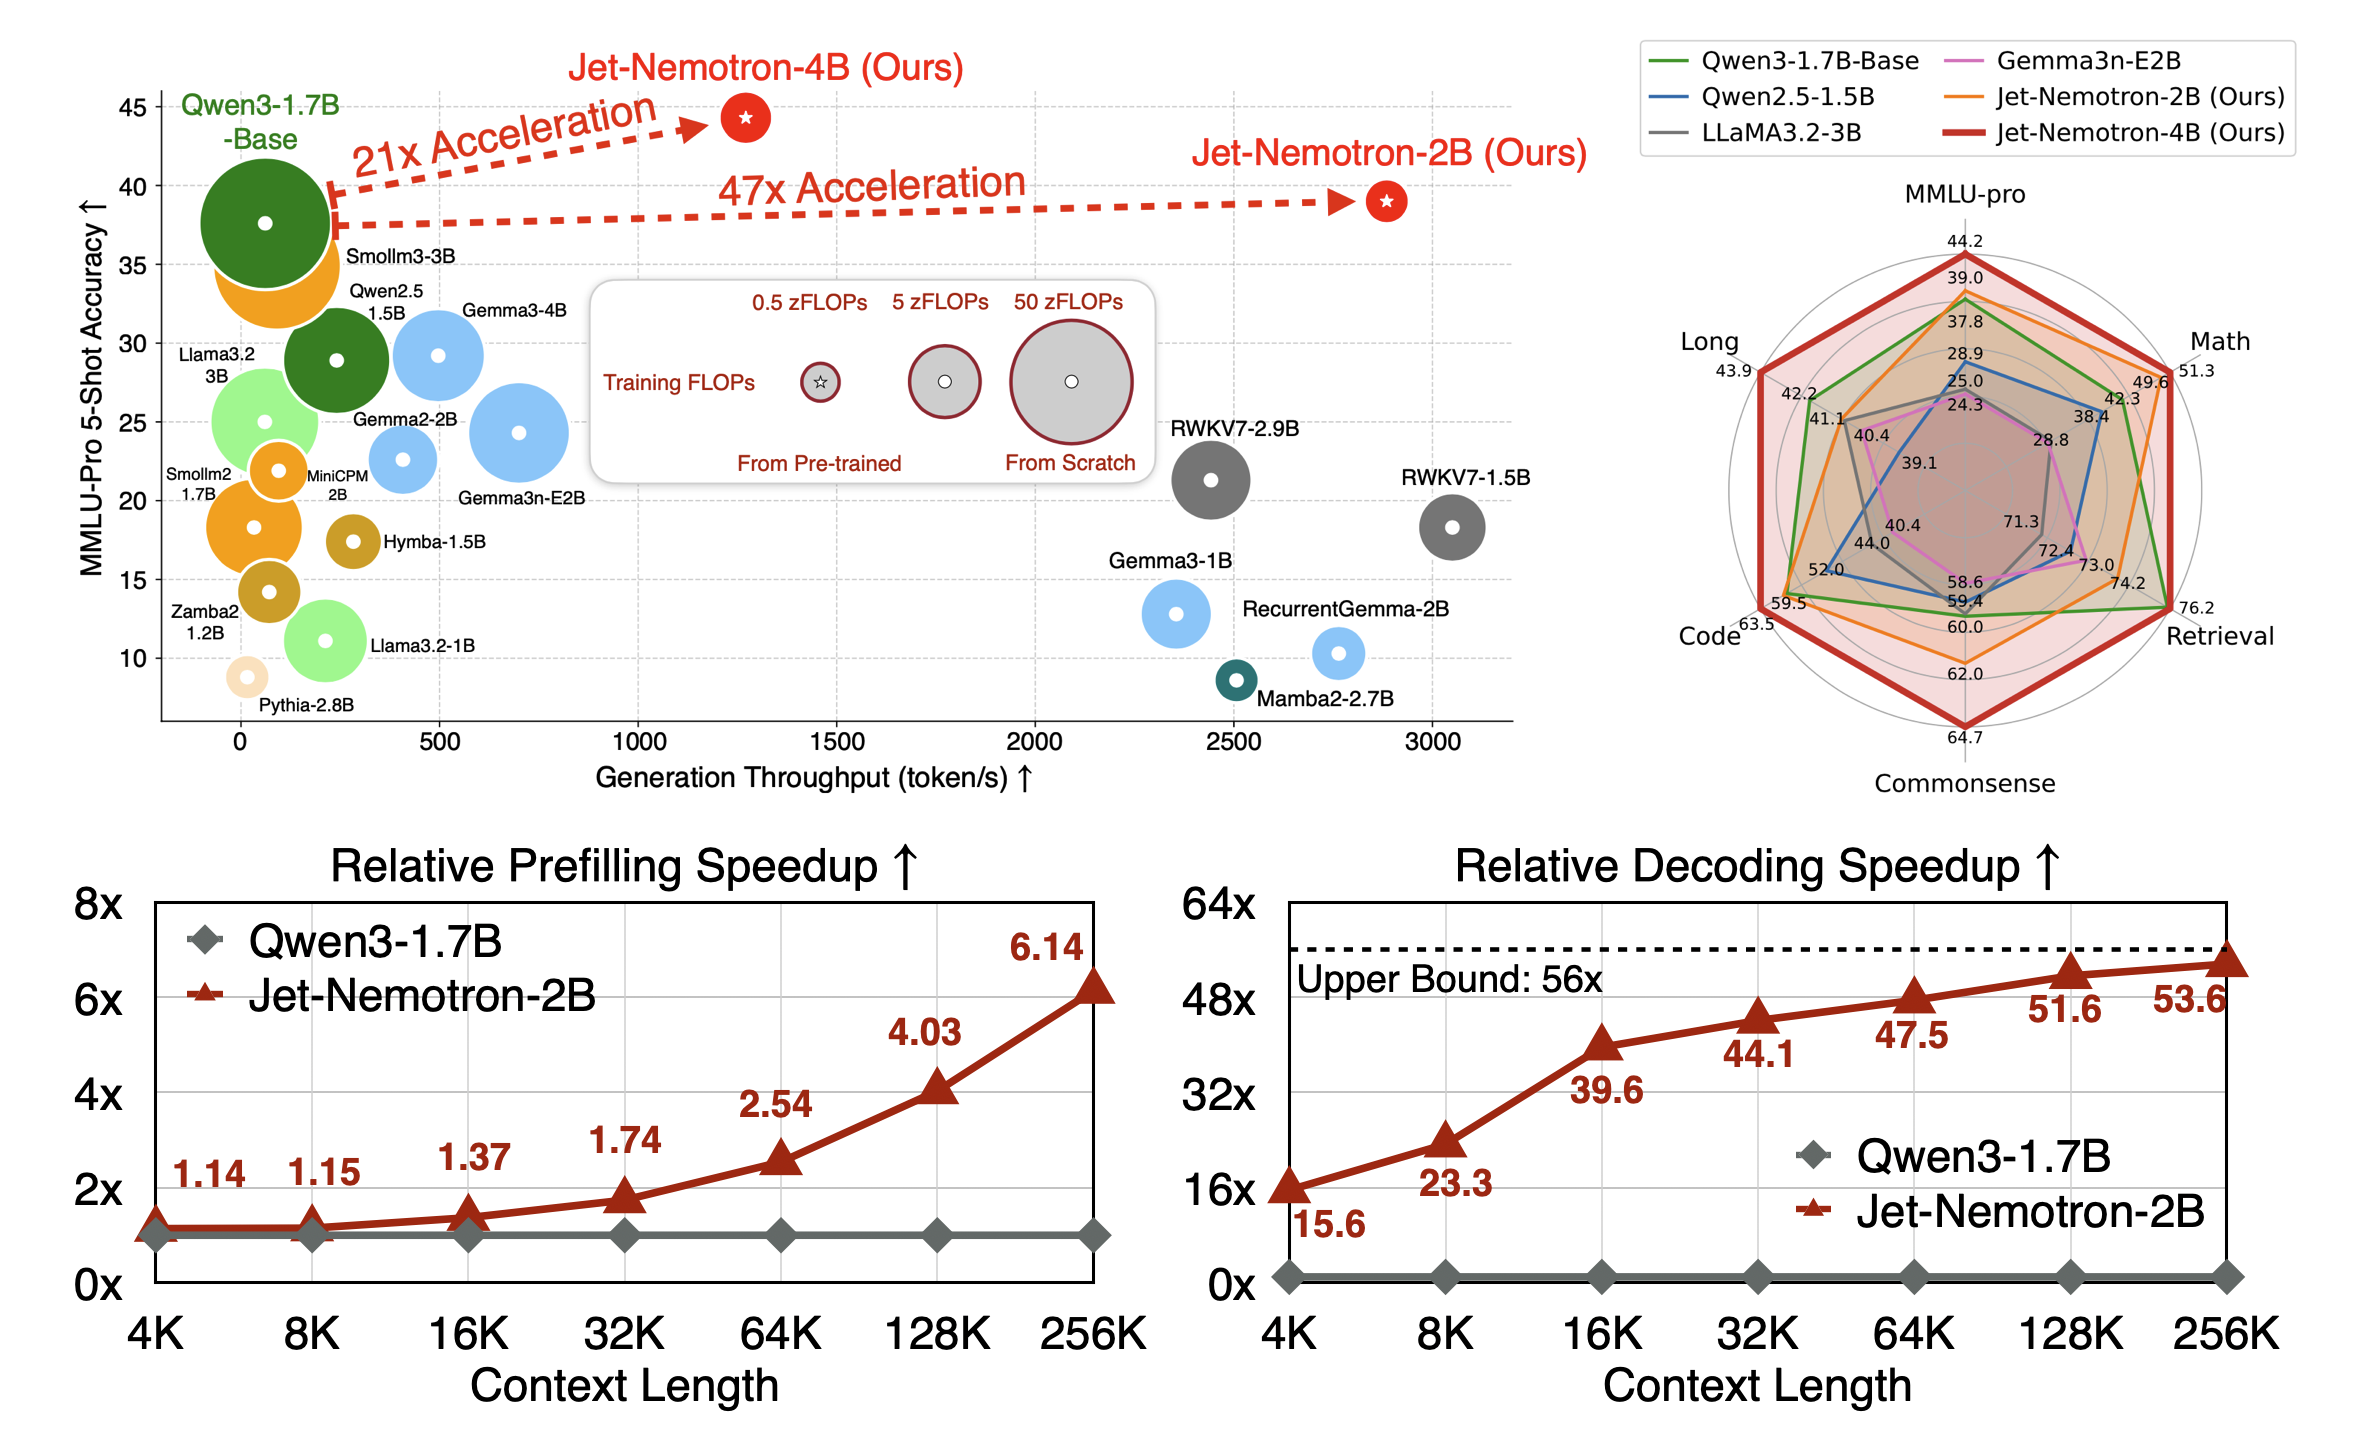 Jet-Nemotron-4B (Ours)
Qwen3-1.7B
-Base
21x Acceleration
Jet-Nemotron-2B (Ours)
47x Acceleration
MMLU-Pro 5-Shot Accuracy ↑
45
40
35
30
25
20
15
10
Smollm3-3B
Qwen2.5
1.5B
Gemma3-4B
Llama3.2
3B
Gemma2-2B
Gemma3n-E2B
Smollm2
1.7B
MiniCPM
2B
Hymba-1.5B
Zamba2
1.2B
Llama3.2-1B
Pythia-2.8B
0.5 zFLOPs 5 zFLOPs 50 zFLOPs
Training FLOPs
From Pre-trained From Scratch
RWKV7-2.9B
RWKV7-1.5B
Gemma3-1B
RecurrentGemma-2B
Mamba2-2.7B
0 500 1000 1500 2000 2500 3000
Generation Throughput (token/s) ↑
Qwen3-1.7B-Base Gemma3n-E2B
Qwen2.5-1.5B Jet-Nemotron-2B (Ours)
LLaMA3.2-3B Jet-Nemotron-4B (Ours)
MMLU-pro
44.2
39.0
37.8
28.9
25.0
24.3
Math
51.3
49.6
42.3
38.4
28.8
Long
43.9
42.2
41.1
40.4
39.1
71.3
72.4
73.0
74.2
76.2
Retrieval
40.4
44.0
52.0
59.5
63.5
Code
58.6
59.4
60.0
62.0
64.7
Commonsense
Relative Prefilling Speedup ↑
8x
6x
4x
2x
0x
Qwen3-1.7B
Jet-Nemotron-2B
1.14
1.15
1.37
1.74
2.54
4.03
6.14
4K 8K 16K 32K 64K 128K 256K
Context Length
Relative Decoding Speedup ↑
64x
48x
32x
16x
0x
Upper Bound: 56x
15.6
23.3
39.6
44.1
47.5
51.6
53.6
Qwen3-1.7B
Jet-Nemotron-2B
4K 8K 16K 32K 64K 128K 256K
Context Length